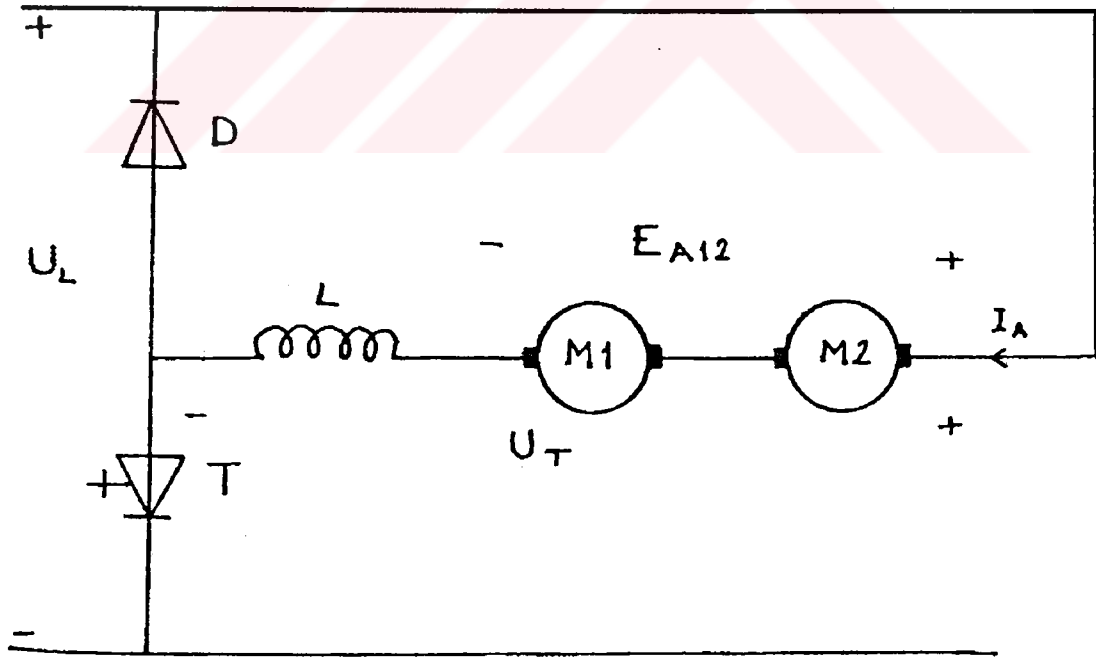 +
D
- E_A12 +
U_L
L
I_A
M1 M2
- +
U_T
+ T
-